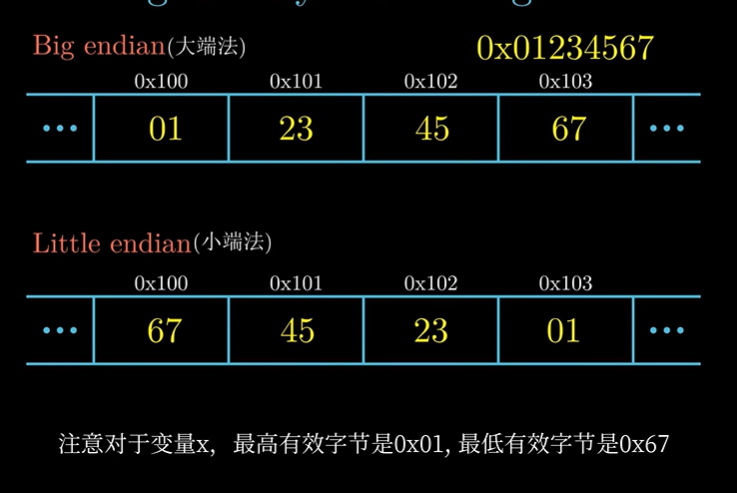 Big endian(大端法) 0x01234567
0x100 0x101 0x102 0x103
... 01 23 45 67 ...
Little endian(小端法)
0x100 0x101 0x102 0x103
... 67 45 23 01 ...
注意对于变量x, 最高有效字节是0x01, 最低有效字节是0x67